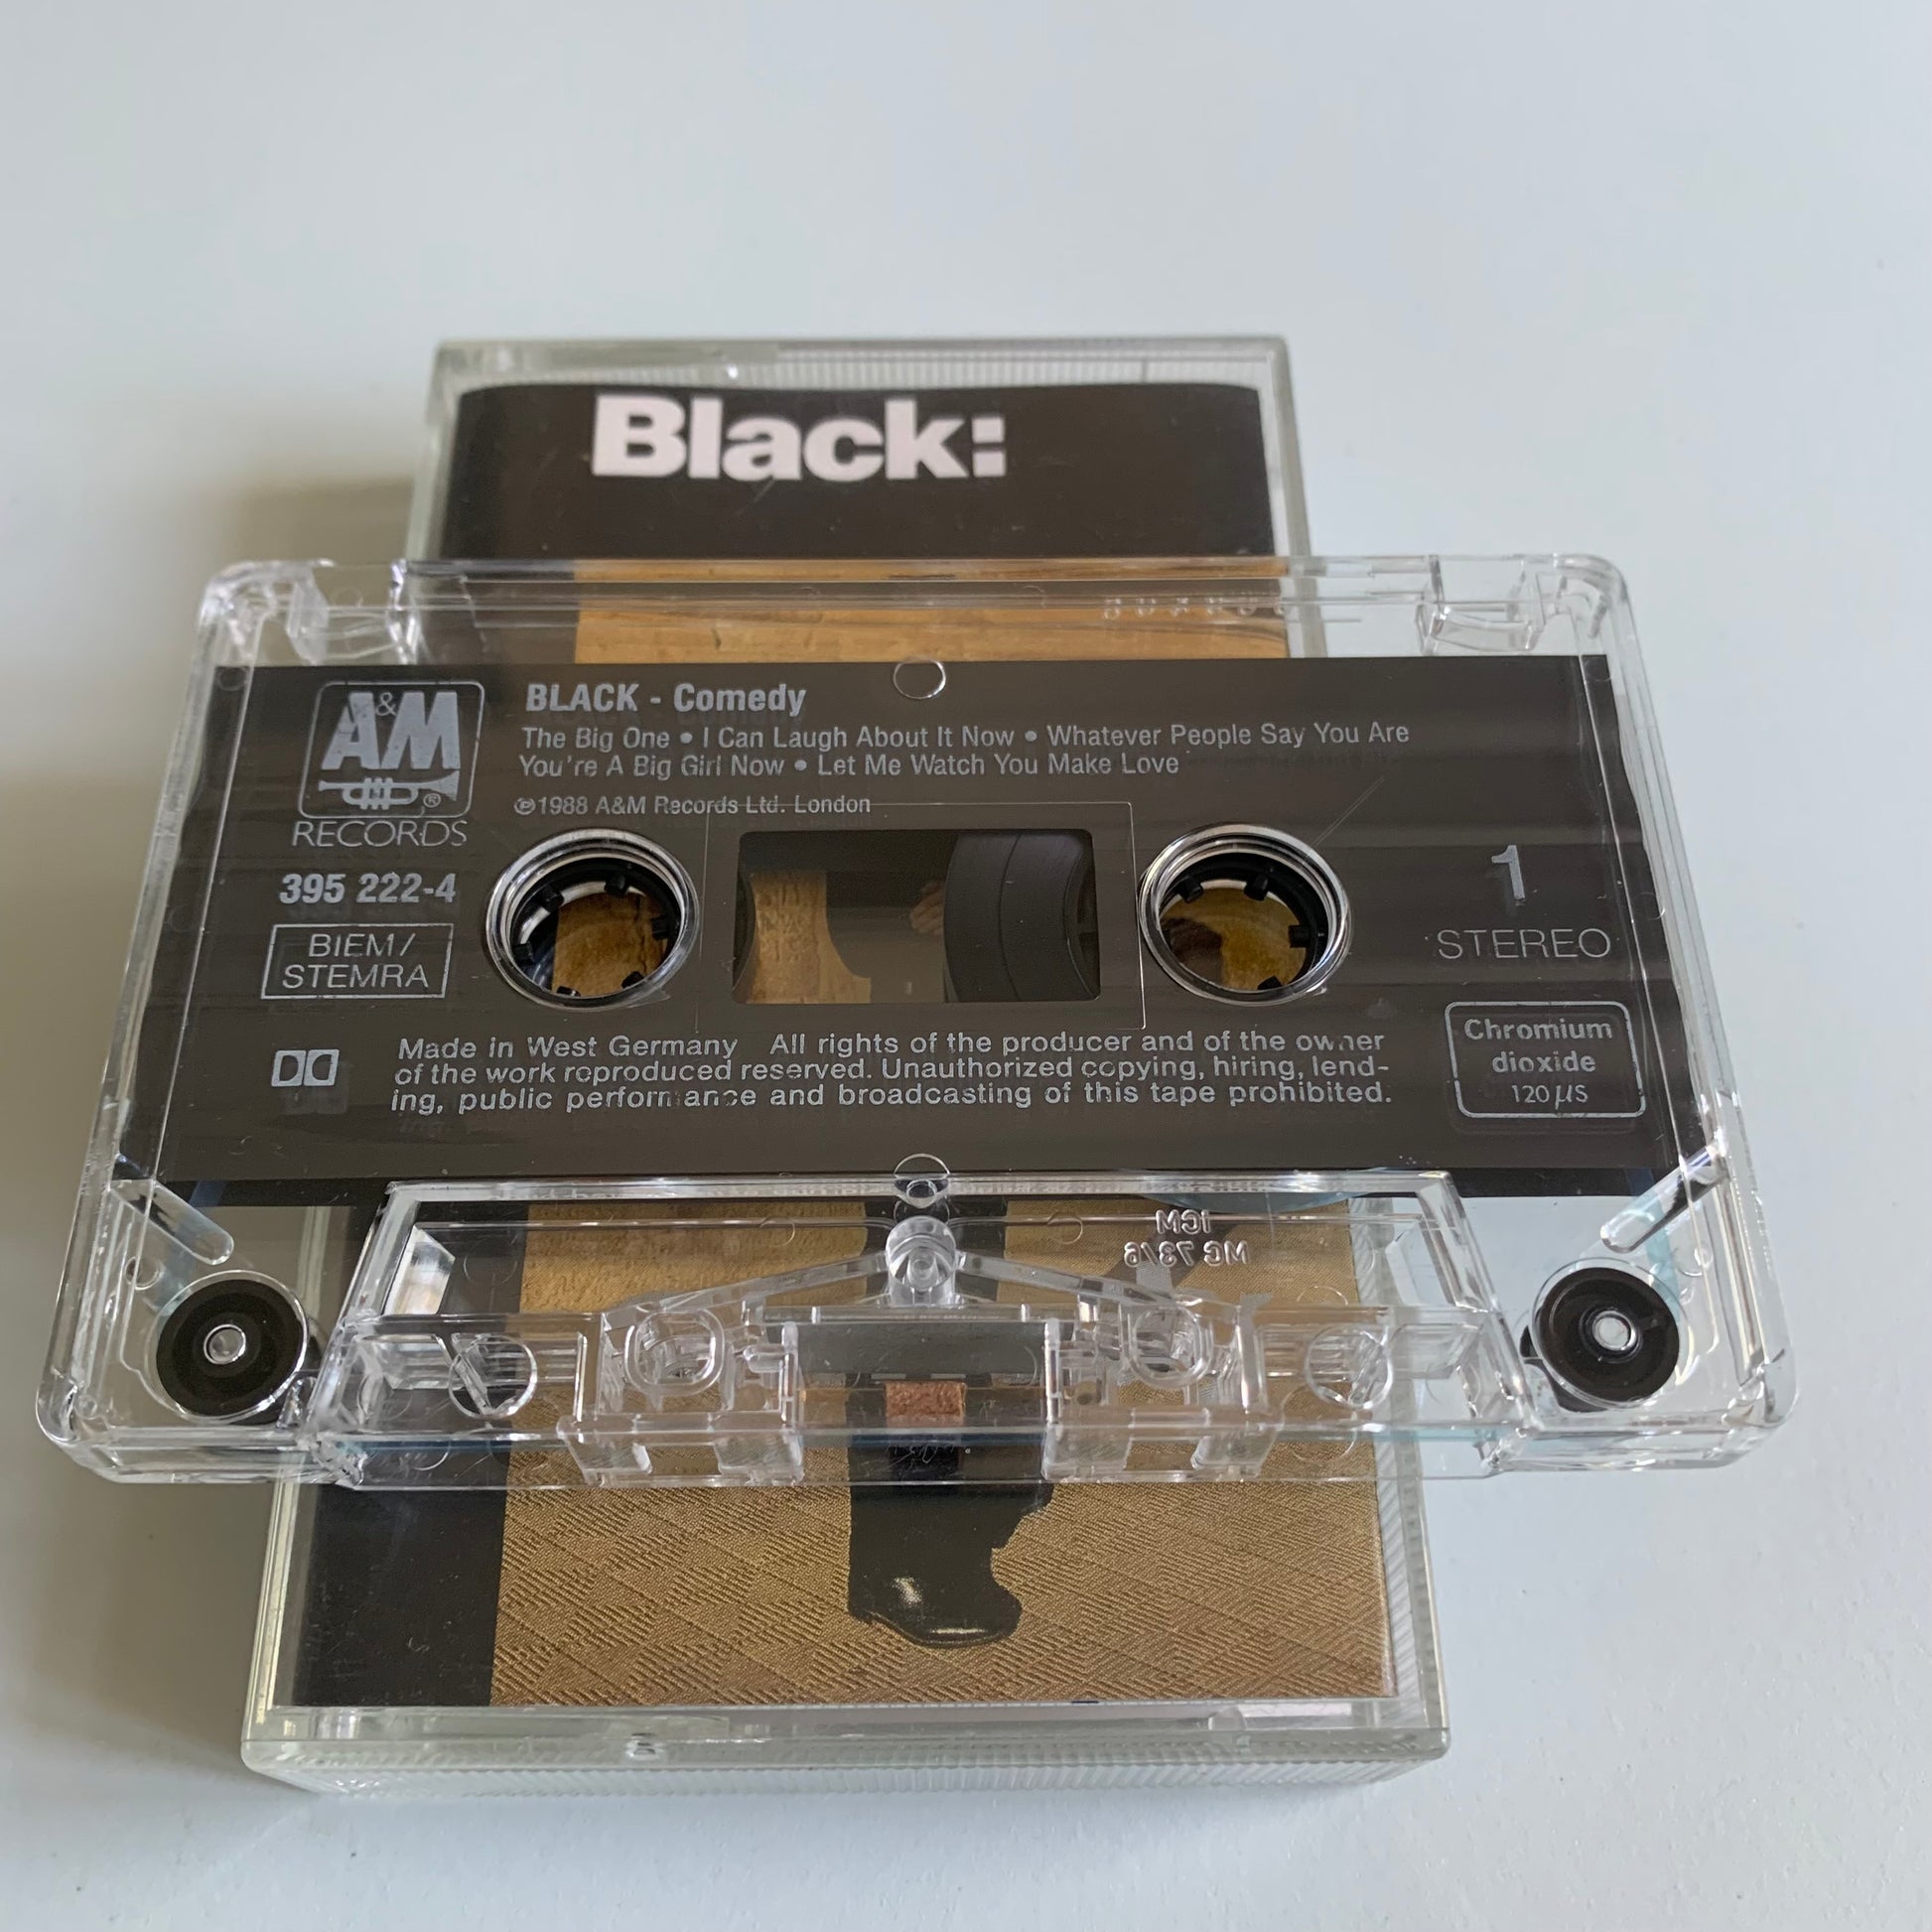 Black:
A&M
RECORDS
BLACK - Comedy
The Big One • I Can Laugh About It Now • Whatever People Say You Are
You're A Big Girl Now • Let Me Watch You Make Love
℗1988 A&M Records Ltd. London
395 222-4
BIEM/
STEMRA
1
STEREO
Made in West Germany All rights of the producer and of the owner
of the work reproduced reserved. Unauthorized copying, hiring, lend-
ing, public performance and broadcasting of this tape prohibited.
Chromium
dioxide
120 µs
ICM
MC 73/6